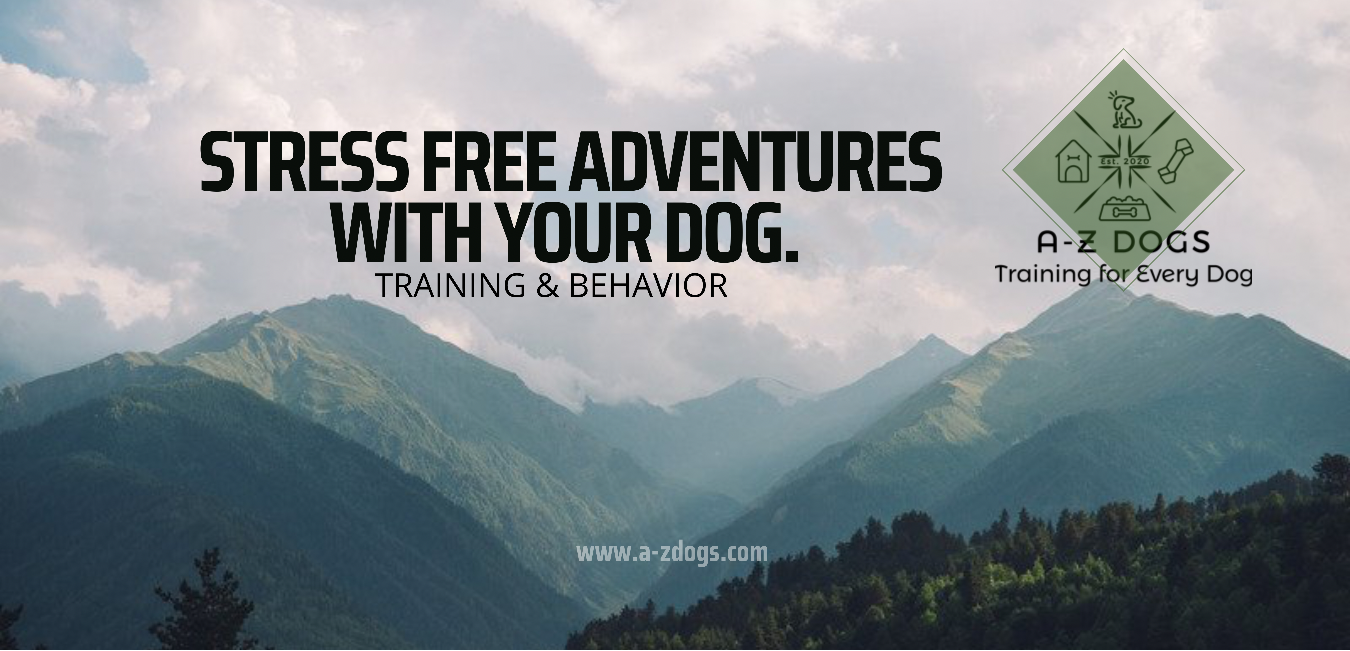 STRESS FREE ADVENTURES
WITH YOUR DOG.
TRAINING & BEHAVIOR
Est. 2020
A-Z DOGS
Training for Every Dog
www.a-zdogs.com